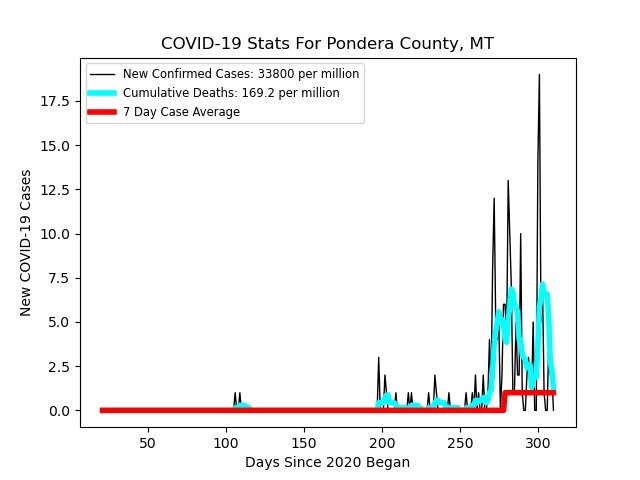 COVID-19 Stats For Pondera County, MT
New Confirmed Cases: 33800 per million
Cumulative Deaths: 169.2 per million
7 Day Case Average
New COVID-19 Cases
17.5
15.0
12.5
10.0
7.5
5.0
2.5
0.0
50 100 150 200 250 300
Days Since 2020 Began